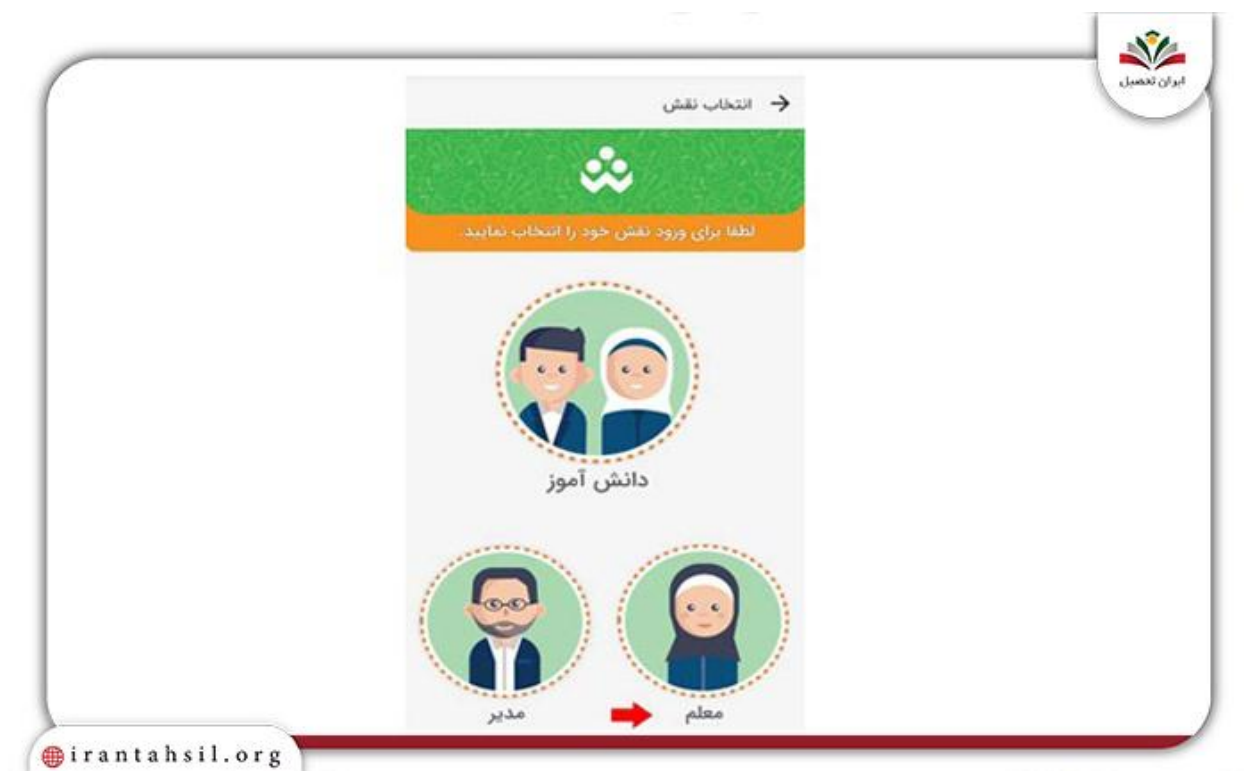 ایران تحصیل
انتخاب نقش
لطفا برای ورود نقش خود را انتخاب نمایید.
دانش آموز
معلم
مدیر
irantahsil.org